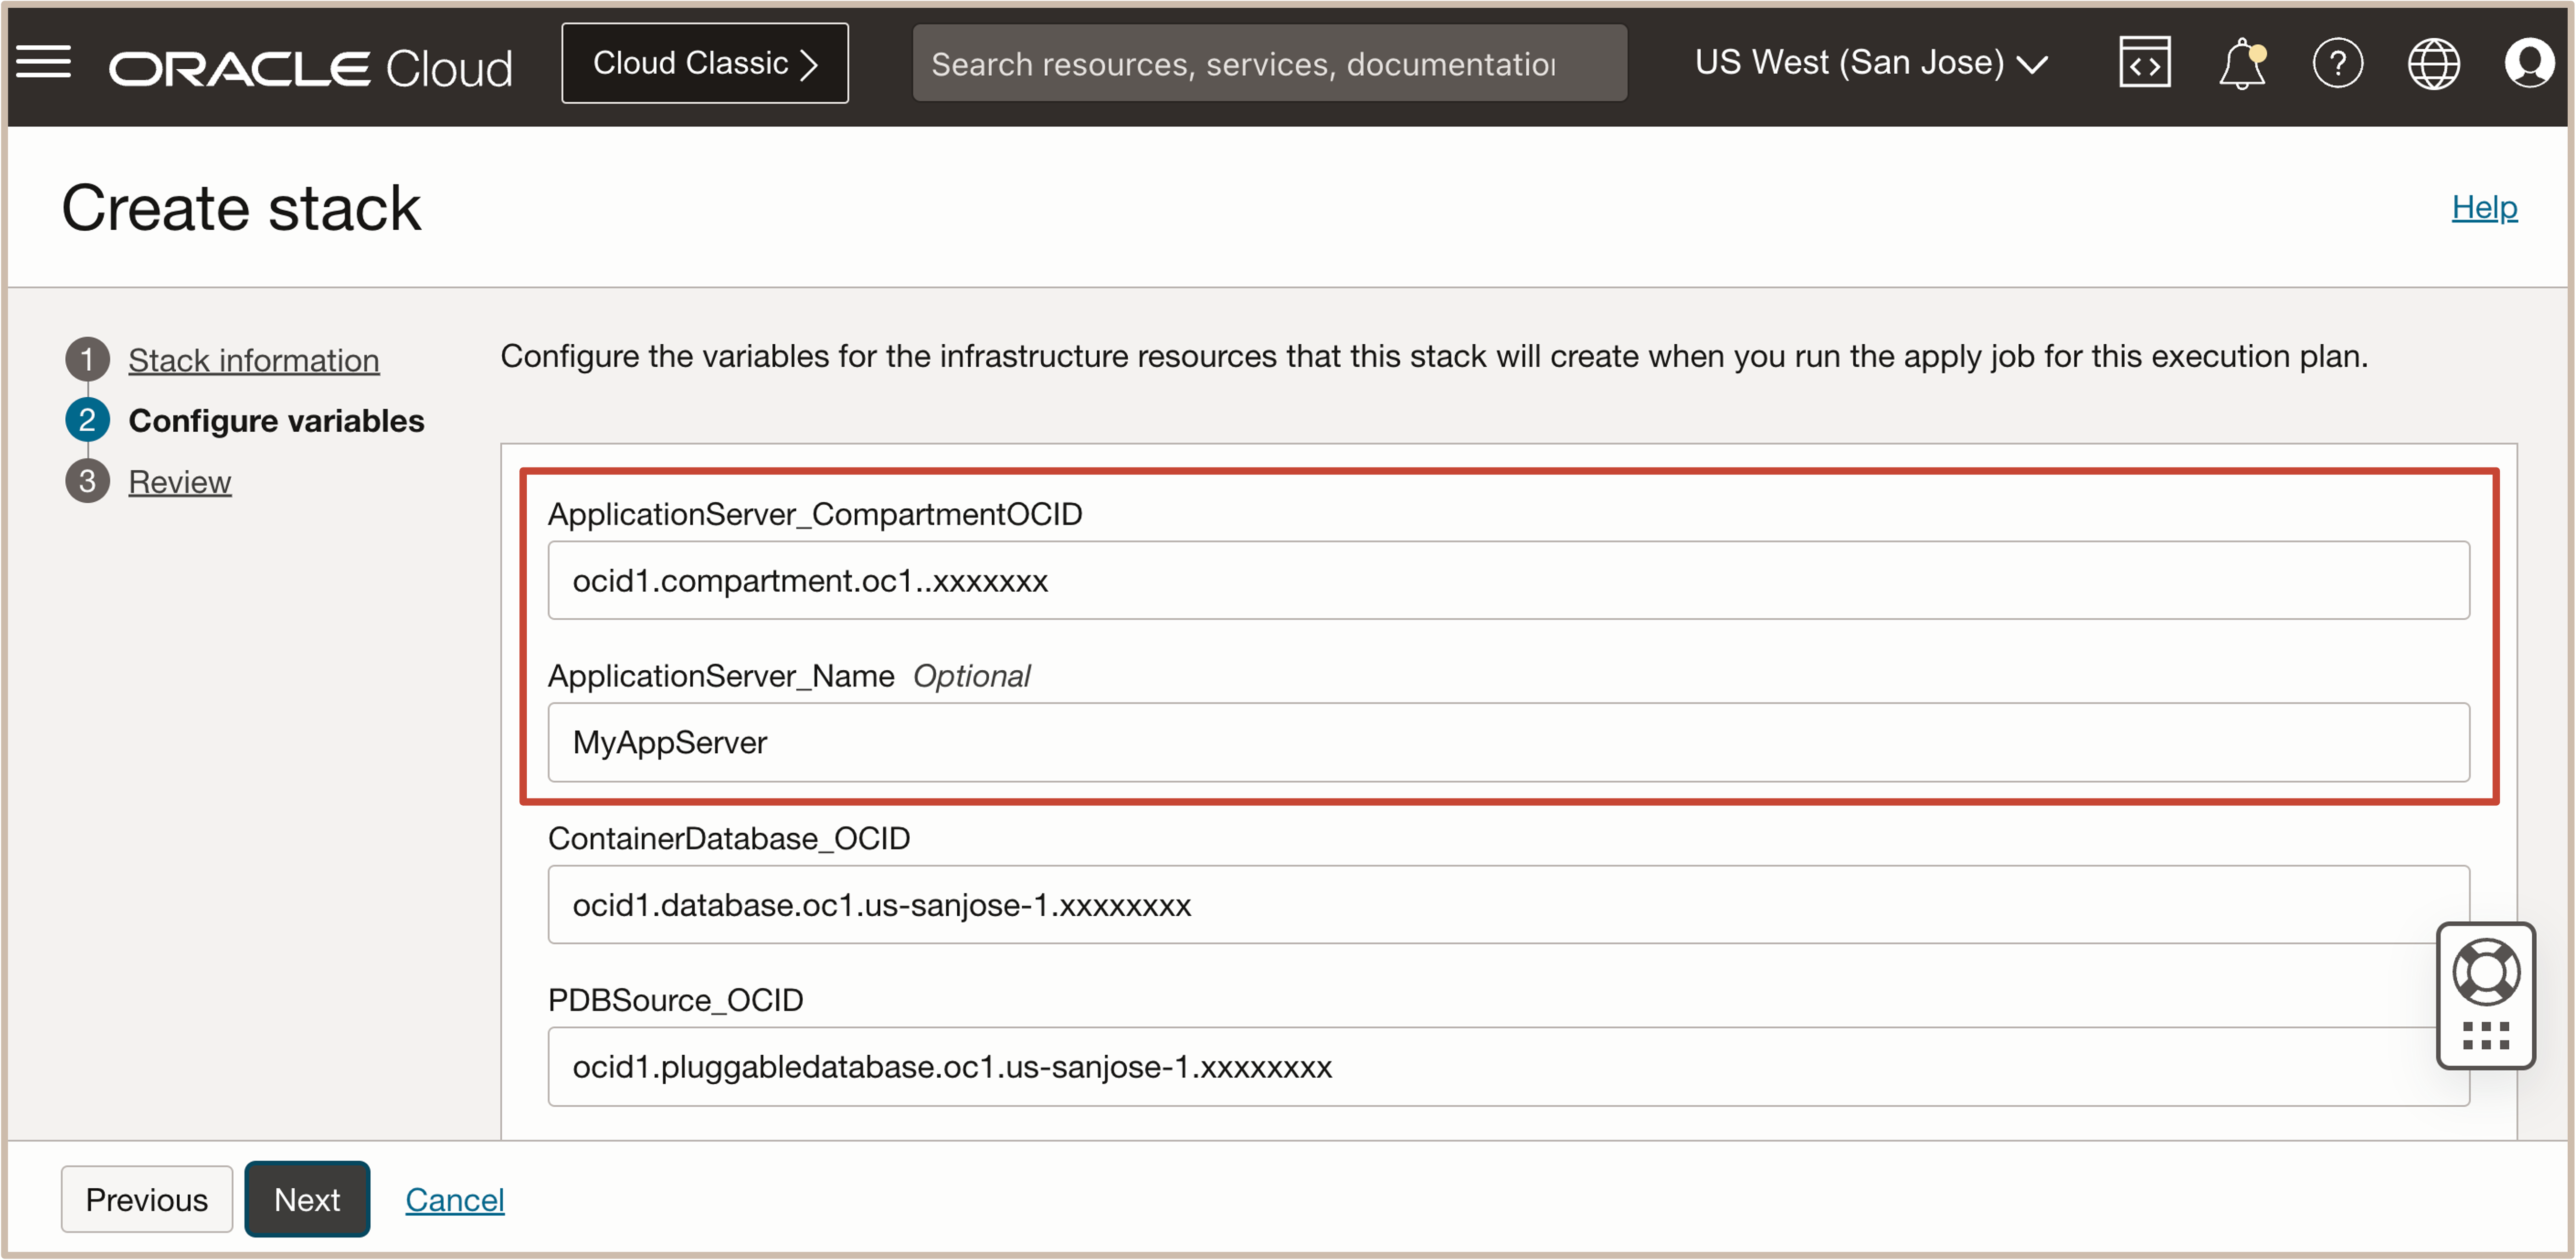 ORACLE Cloud
Cloud Classic
Search resources, services, documentation
US West (San Jose)
Create stack
Help
1 Stack information
2 Configure variables
3 Review
Configure the variables for the infrastructure resources that this stack will create when you run the apply job for this execution plan.
ApplicationServer_CompartmentOCID
ocid1.compartment.oc1..xxxxxxx
ApplicationServer_Name Optional
MyAppServer
ContainerDatabase_OCID
ocid1.database.oc1.us-sanjose-1.xxxxxxxx
PDBSource_OCID
ocid1.pluggabledatabase.oc1.us-sanjose-1.xxxxxxxx
Previous
Next
Cancel